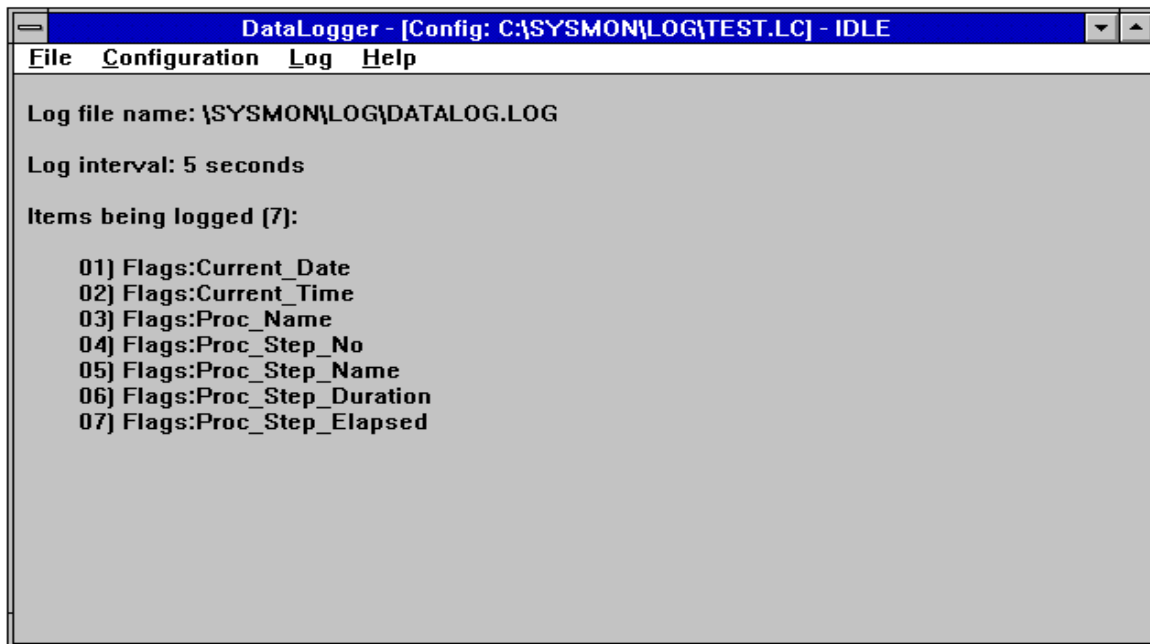 DataLogger - [Config: C:\SYSMON\LOG\TEST.LC] - IDLE
File Configuration Log Help
Log file name: \SYSMON\LOG\DATALOG.LOG
Log interval: 5 seconds
Items being logged (7):
01) Flags:Current_Date
02) Flags:Current_Time
03) Flags:Proc_Name
04) Flags:Proc_Step_No
05) Flags:Proc_Step_Name
06) Flags:Proc_Step_Duration
07) Flags:Proc_Step_Elapsed